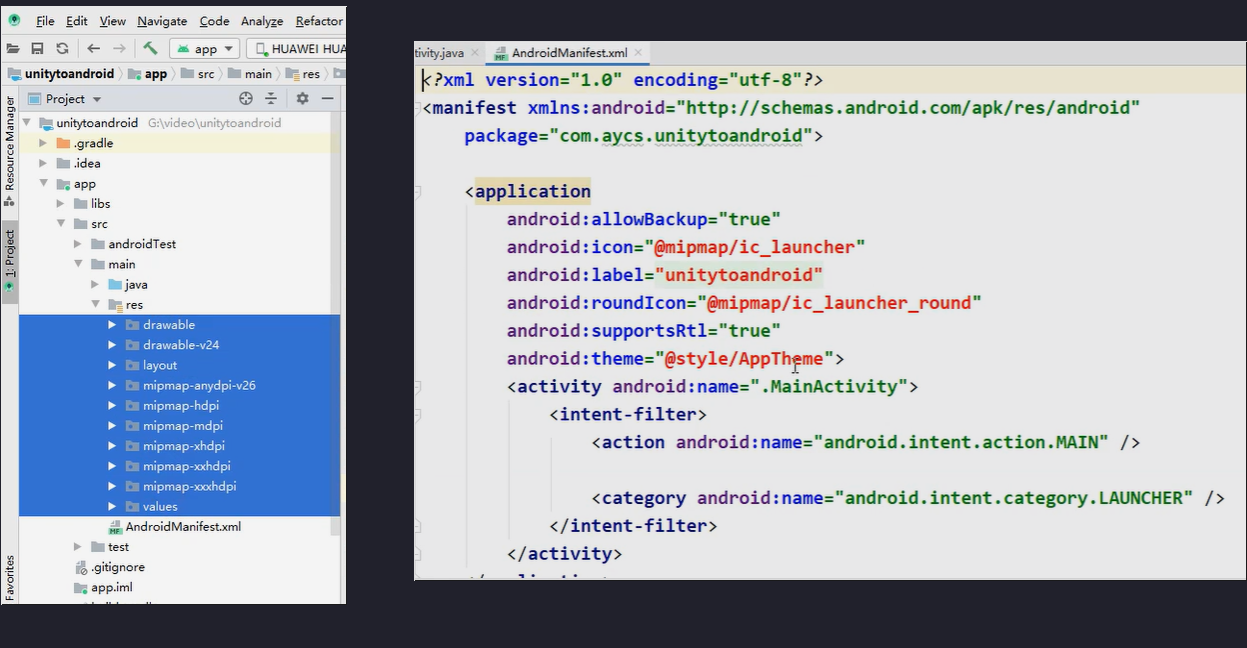 File Edit View Navigate Code Analyze Refactor
app HUAWEI HUA
unitytoandroid app src main res
Project
unitytoandroid G:\video\unitytoandroid
.gradle
.idea
app
libs
src
androidTest
main
java
res
drawable
drawable-v24
layout
mipmap-anydpi-v26
mipmap-hdpi
mipmap-mdpi
mipmap-xhdpi
mipmap-xxhdpi
mipmap-xxxhdpi
values
AndroidManifest.xml
test
.gitignore
app.iml
Resource Manager
1: Project
Favorites
tivity.java AndroidManifest.xml
<?xml version="1.0" encoding="utf-8"?>
<manifest xmlns:android="http://schemas.android.com/apk/res/android"
package="com.aycs.unitytoandroid">
<application
android:allowBackup="true"
android:icon="@mipmap/ic_launcher"
android:label="unitytoandroid"
android:roundIcon="@mipmap/ic_launcher_round"
android:supportsRtl="true"
android:theme="@style/AppTheme">
<activity android:name=".MainActivity">
<intent-filter>
<action android:name="android.intent.action.MAIN" />
<category android:name="android.intent.category.LAUNCHER" />
</intent-filter>
</activity>